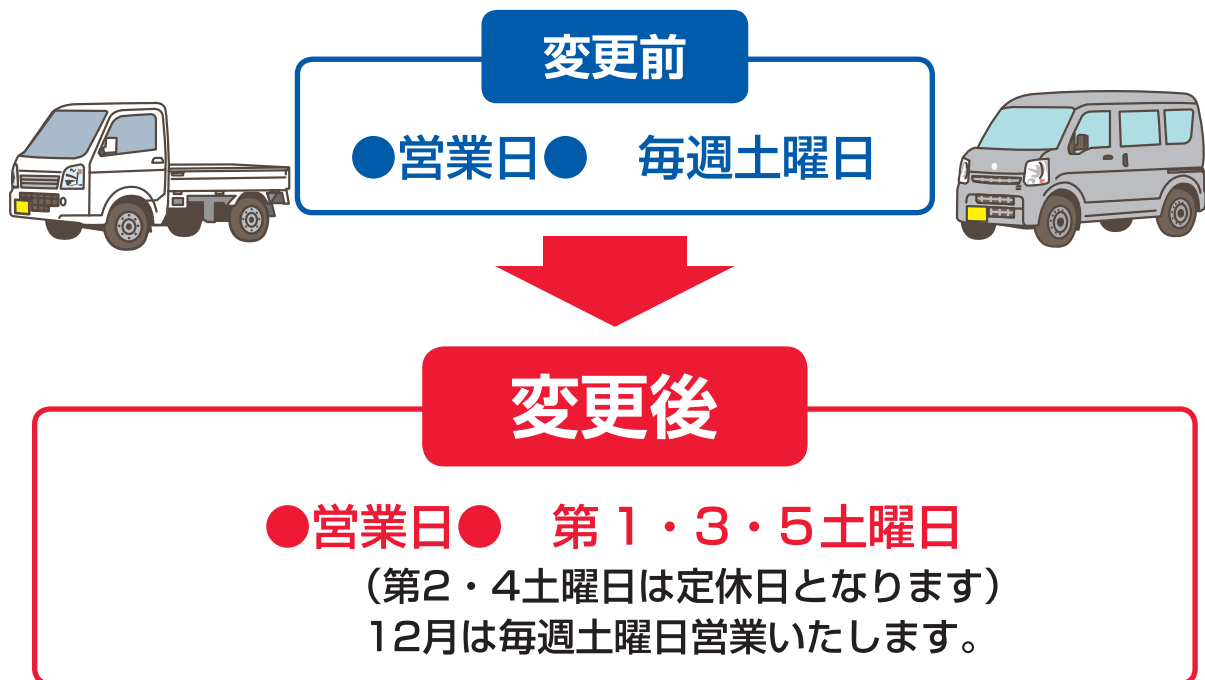 変更前
●営業日●　毎週土曜日
変更後
●営業日●　第１・３・５土曜日
（第2・4土曜日は定休日となります）
12月は毎週土曜日営業いたします。